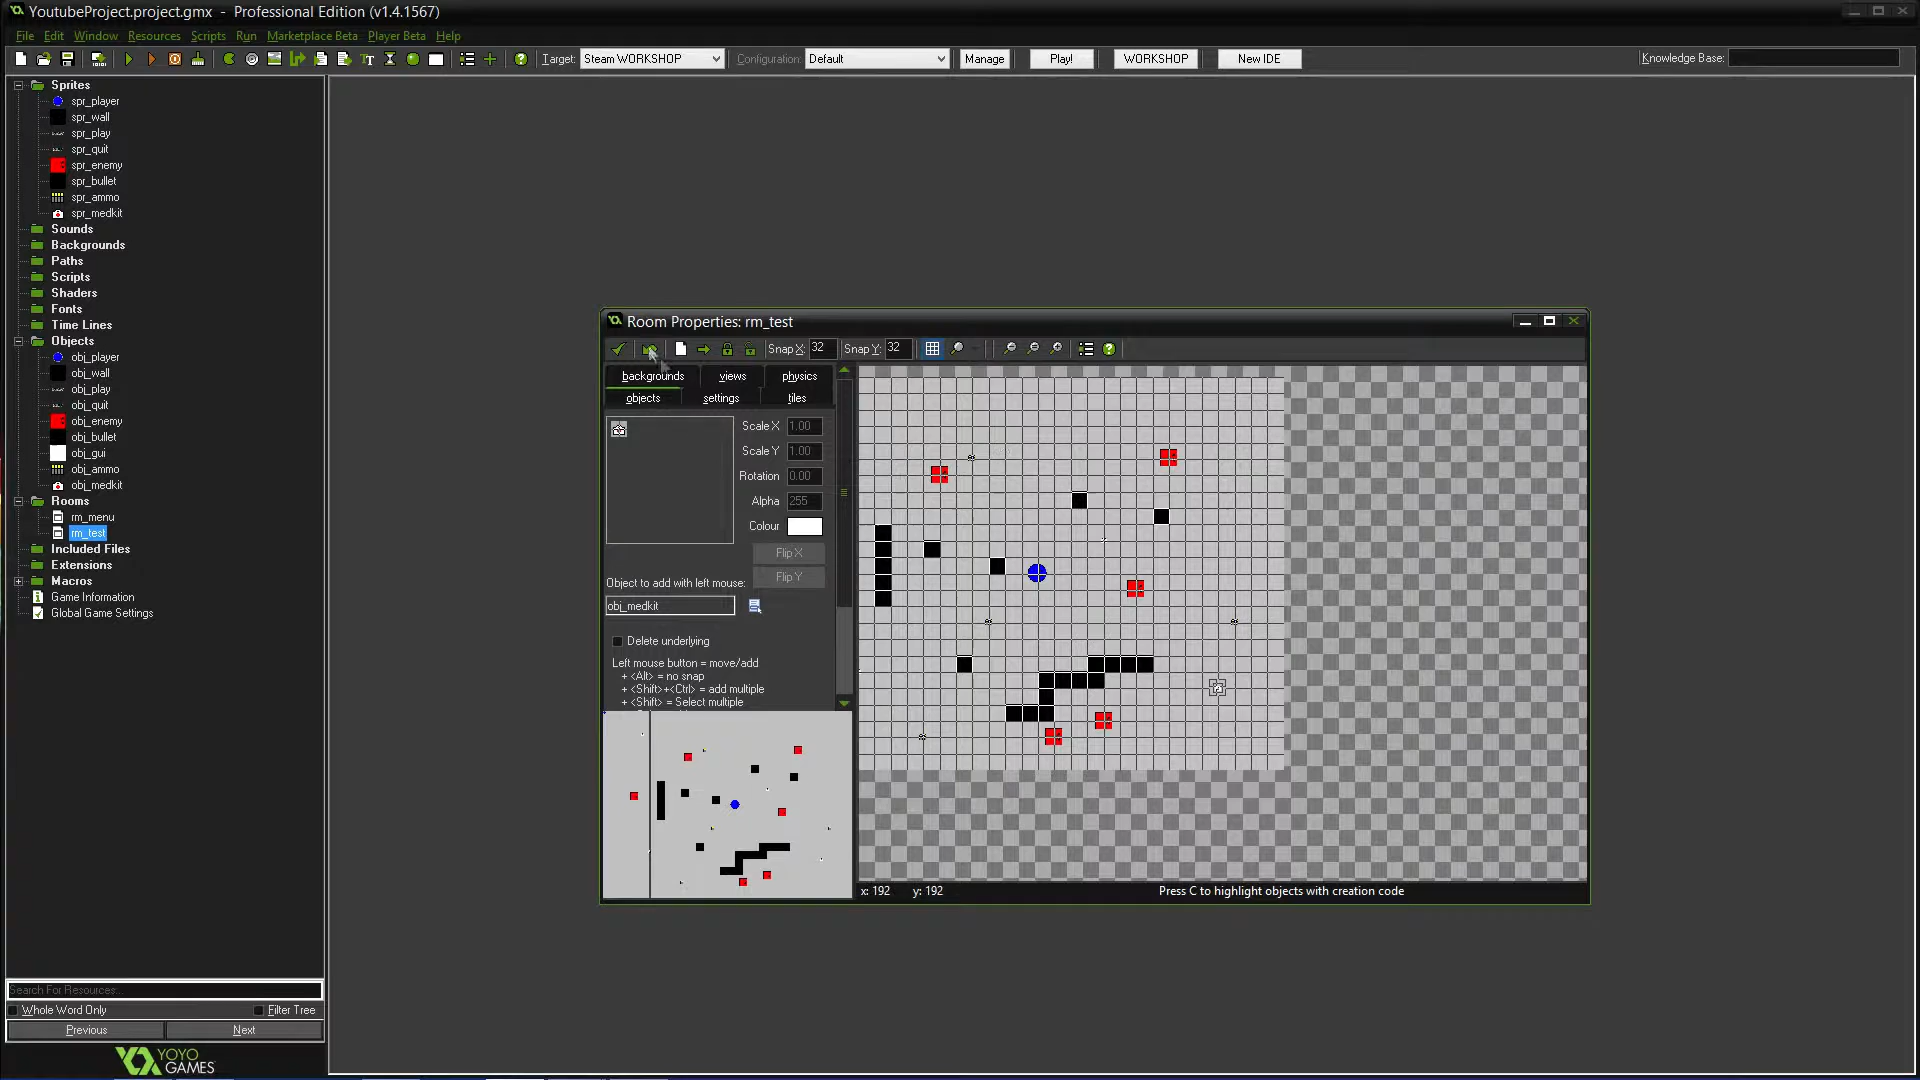 YoutubeProject.project.gmx - Professional Edition (v1.4.1567)
File Edit Window Resources Scripts Run Marketplace Beta Player Beta Help
Target: Steam WORKSHOP Configuration: Default Manage Play! WORKSHOP New IDE Knowledge Base:
Sprites
spr_player
spr_wall
spr_play
spr_quit
spr_enemy
spr_bullet
spr_ammo
spr_medkit
Sounds
Backgrounds
Paths
Scripts
Shaders
Fonts
Time Lines
Objects
obj_player
obj_wall
obj_play
obj_quit
obj_enemy
obj_bullet
obj_gui
obj_ammo
obj_medkit
Rooms
rm_menu
rm_test
Included Files
Extensions
Macros
Game Information
Global Game Settings
Search For Resources...
Whole Word Only Filter Tree
Previous Next
YOYO
GAMES
Room Properties: rm_test
Snap X: 32 Snap Y: 32
backgrounds views physics
objects settings tiles
Scale X 1.00
Scale Y 1.00
Rotation 0.00
Alpha 255
Colour
Flip X
Flip Y
Object to add with left mouse:
obj_medkit
Delete underlying
Left mouse button = move/add
+ <Alt> = no snap
+ <Shift>+<Ctrl> = add multiple
+ <Shift> = Select multiple
x: 192 y: 192 Press C to highlight objects with creation code